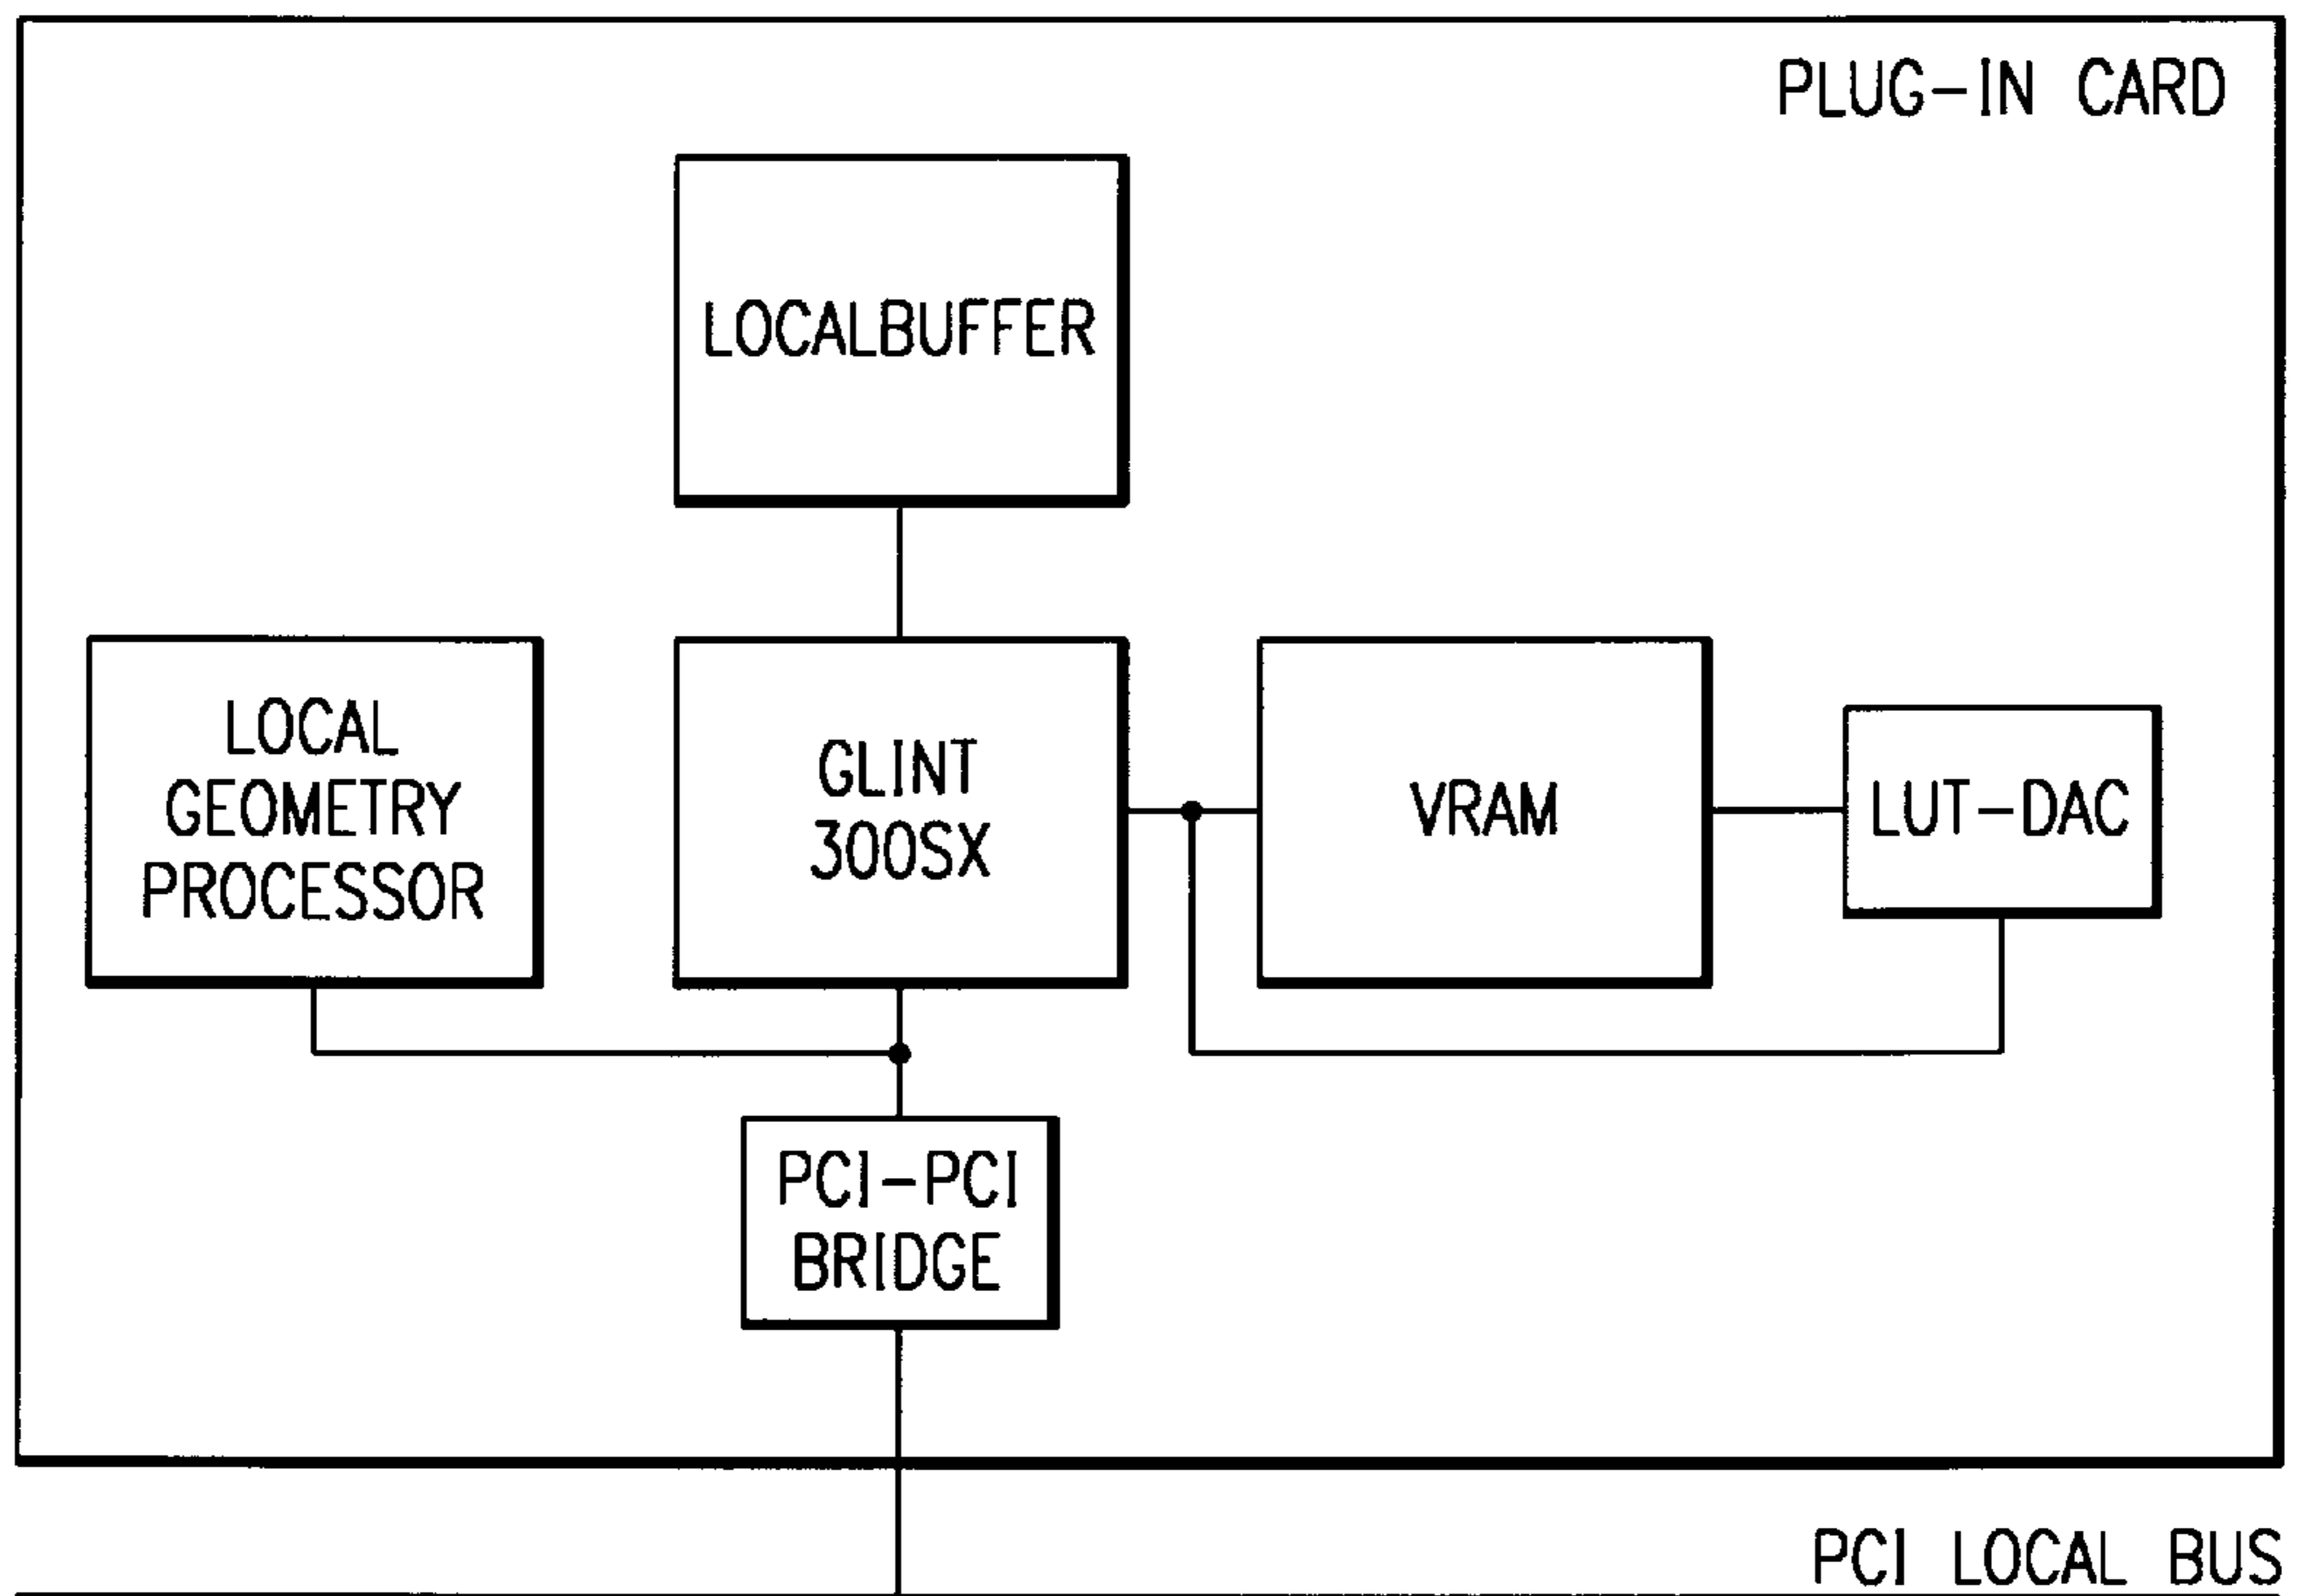 PLUG-IN CARD
LOCALBUFFER
LOCAL
GEOMETRY
PROCESSOR
GLINT
300SX
VRAM
LUT-DAC
PCI-PCI
BRIDGE
PCI LOCAL BUS